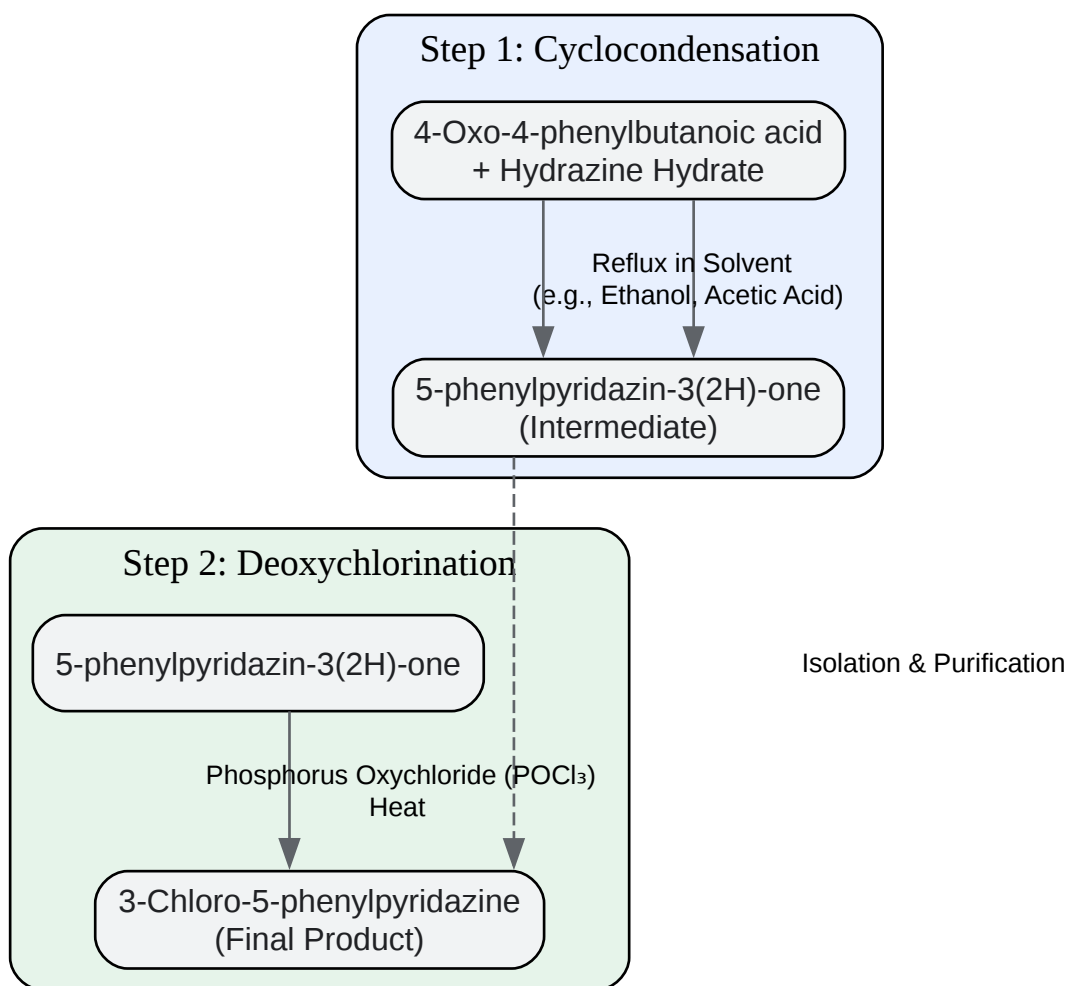 Step 1: Cyclocondensation
4-Oxo-4-phenylbutanoic acid
+ Hydrazine Hydrate
Reflux in Solvent
(e.g., Ethanol, Acetic Acid)
5-phenylpyridazin-3(2H)-one
(Intermediate)
Step 2: Deoxychlorination
5-phenylpyridazin-3(2H)-one
Isolation & Purification
Phosphorus Oxychloride (POCl₃)
Heat
3-Chloro-5-phenylpyridazine
(Final Product)